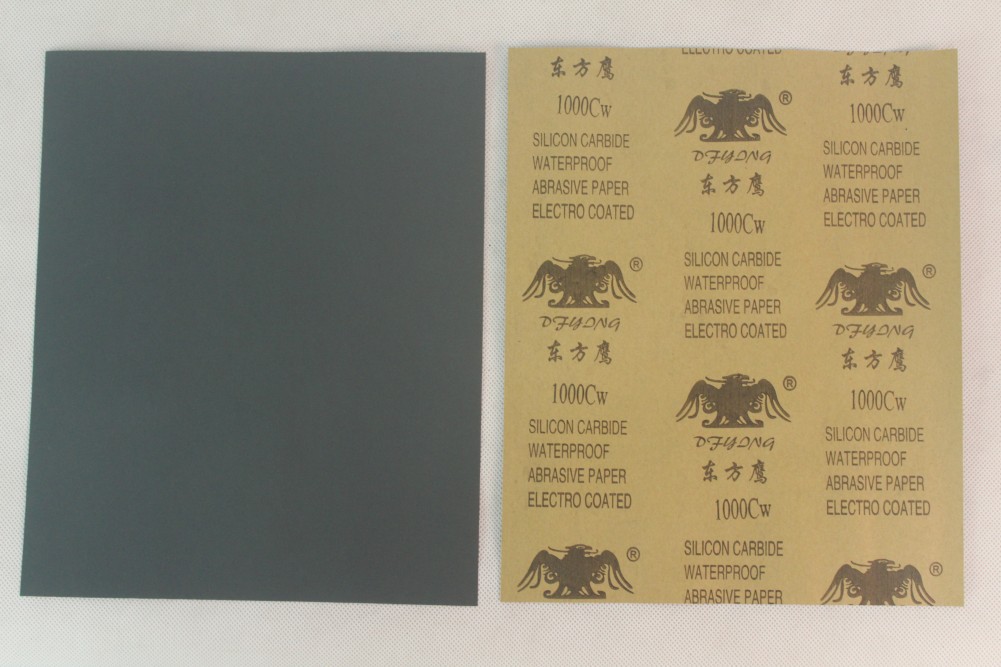 东方鹰
1000Cw
SILICON CARBIDE
WATERPROOF
ABRASIVE PAPER
ELECTRO COATED
®
DFYING
东方鹰
1000Cw
SILICON CARBIDE
WATERPROOF
ABRASIVE PAPER
ELECTRO COATED
®
ELECTRO COATED
®
DFYING
东方鹰
1000Cw
SILICON CARBIDE
WATERPROOF
ABRASIVE PAPER
ELECTRO COATED
®
DFYING
东方鹰
1000Cw
SILICON CARBIDE
WATERPROOF
ABRASIVE PAPER
东方鹰
1000Cw
SILICON CARBIDE
WATERPROOF
ABRASIVE PAPER
ELECTRO COATED
®
DFYING
东方鹰
1000Cw
SILICON CARBIDE
WATERPROOF
ABRASIVE PAPER
ELECTRO COATED
®